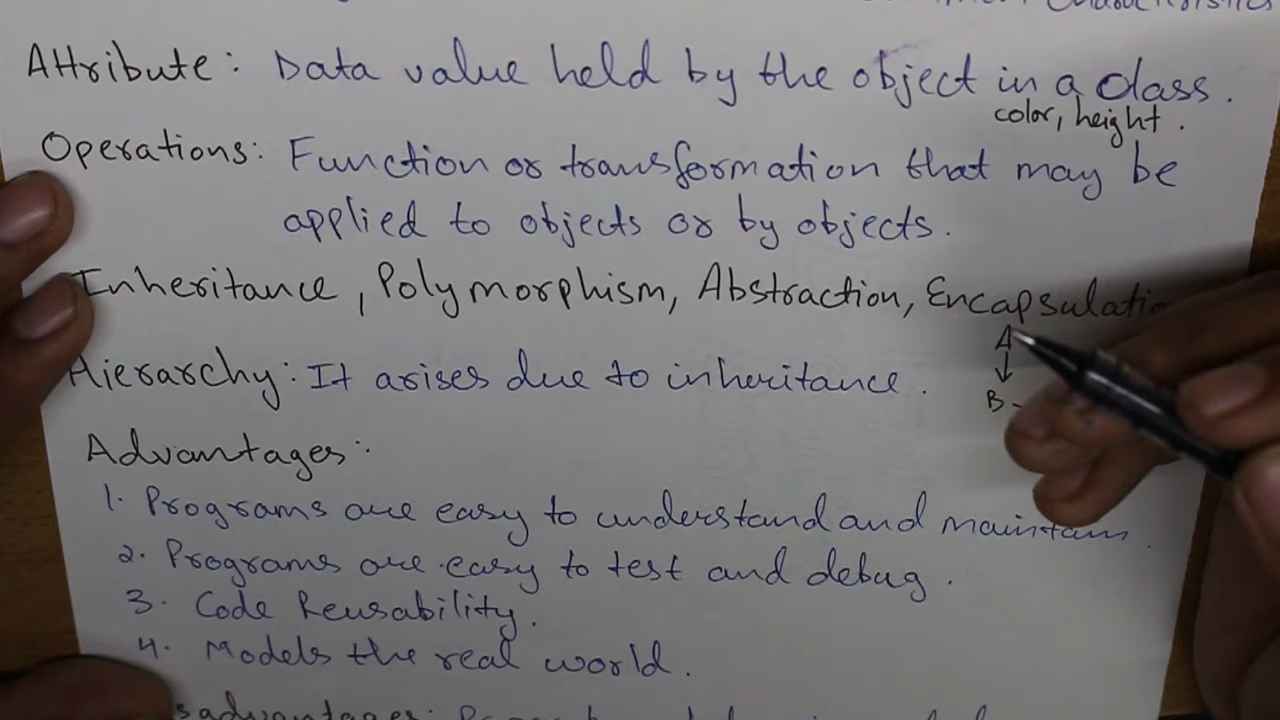 Characteristics
Attribute: Data value held by the object in a class.
color, height.
Operations: Function or transformation that may be
applied to objects or by objects.
Inheritance, Polymorphism, Abstraction, Encapsulatio
A
Hierarchy: It arises due to inheritance.
B
Advantages:
1. Programs are easy to understand and maintain.
2. Programs are easy to test and debug.
3. Code Reusability.
4. Models the real world.
sadvantages: